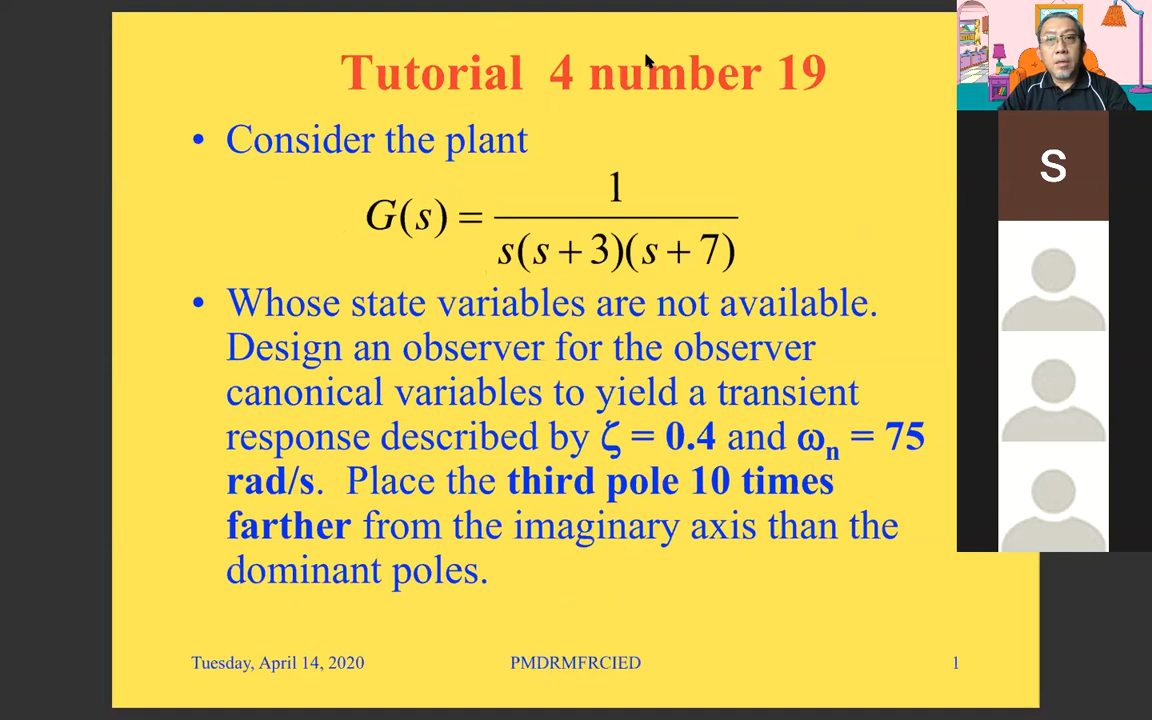 Tutorial 4 number 19
• Consider the plant
G(s) = 1 / s(s + 3)(s + 7)
• Whose state variables are not available.
Design an observer for the observer
canonical variables to yield a transient
response described by ζ = 0.4 and ωn = 75
rad/s. Place the third pole 10 times
farther from the imaginary axis than the
dominant poles.
Tuesday, April 14, 2020 PMDRMFRCIED 1
S